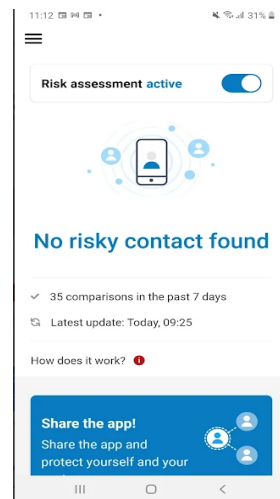 11:12
31%
Risk assessment active
No risky contact found
35 comparisons in the past 7 days
Latest update: Today, 09:25
How does it work? i
Share the app!
Share the app and
protect yourself and your